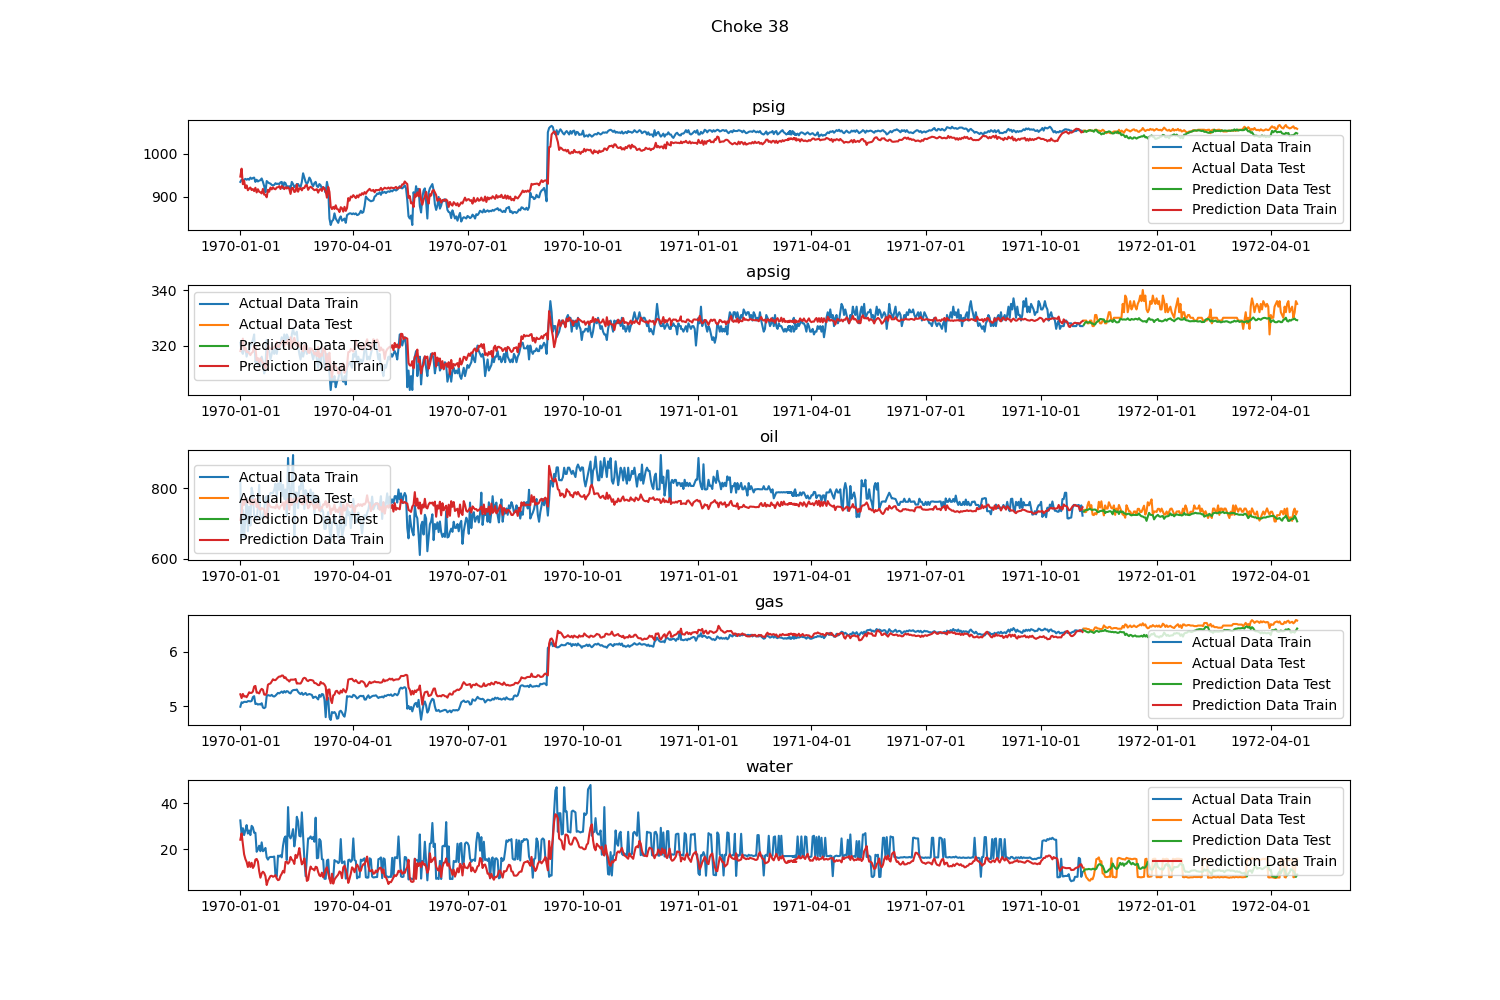 Choke 38
psig
1000
900
Actual Data Train
Actual Data Test
Prediction Data Test
Prediction Data Train
1970-01-01 1970-04-01 1970-07-01 1970-10-01 1971-01-01 1971-04-01 1971-07-01 1971-10-01 1972-01-01 1972-04-01
apsig
340
320
Actual Data Train
Actual Data Test
Prediction Data Test
Prediction Data Train
1970-01-01 1970-04-01 1970-07-01 1970-10-01 1971-01-01 1971-04-01 1971-07-01 1971-10-01 1972-01-01 1972-04-01
oil
800
600
Actual Data Train
Actual Data Test
Prediction Data Test
Prediction Data Train
1970-01-01 1970-04-01 1970-07-01 1970-10-01 1971-01-01 1971-04-01 1971-07-01 1971-10-01 1972-01-01 1972-04-01
gas
6
5
Actual Data Train
Actual Data Test
Prediction Data Test
Prediction Data Train
1970-01-01 1970-04-01 1970-07-01 1970-10-01 1971-01-01 1971-04-01 1971-07-01 1971-10-01 1972-01-01 1972-04-01
water
40
20
Actual Data Train
Actual Data Test
Prediction Data Test
Prediction Data Train
1970-01-01 1970-04-01 1970-07-01 1970-10-01 1971-01-01 1971-04-01 1971-07-01 1971-10-01 1972-01-01 1972-04-01